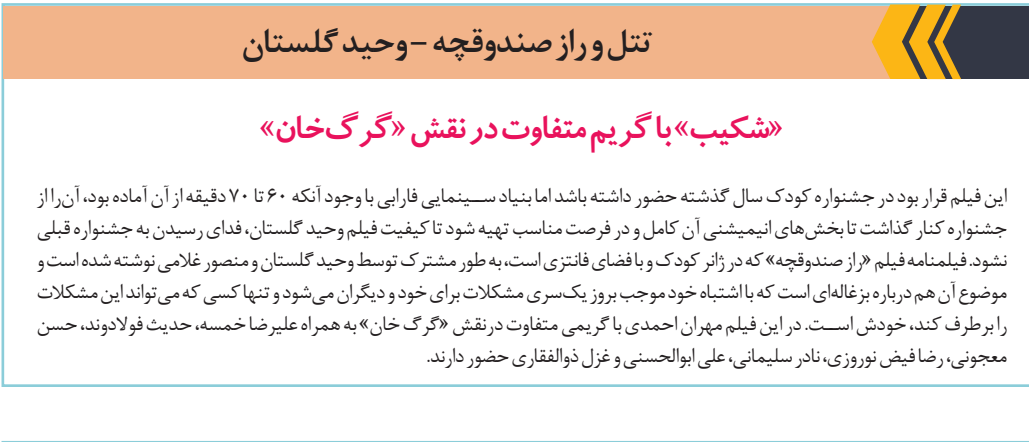 تتل و راز صندوقچه – وحید گلستان
«شکیب» با گریم متفاوت در نقش «گرگ‌خان»
این فیلم قرار بود در جشنواره کودک سال گذشته حضور داشته باشد اما بنیاد سینمایی فارابی با وجود آنکه ۶۰ تا ۷۰ دقیقه از آن آماده بود، آن را از
جشنواره کنار گذاشت تا بخش‌های انیمیشنی آن کامل و در فرصت مناسب تهیه شود تا کیفیت فیلم وحید گلستان، فدای رسیدن به جشنواره قبلی
نشود. فیلمنامه فیلم «راز صندوقچه» که در ژانر کودک و با فضای فانتزی است، به طور مشترک توسط وحید گلستان و منصور غلامی نوشته شده است و
موضوع آن هم درباره بزغاله‌ای است که با اشتباه خود موجب بروز یک‌سری مشکلات برای خود و دیگران می‌شود و تنها کسی که می‌تواند این مشکلات
را برطرف کند، خودش است. در این فیلم مهران احمدی با گریمی متفاوت درنقش «گرگ خان» به همراه علیرضا خمسه، حدیث فولادوند، حسن
معجونی، رضا فیض نوروزی، نادر سلیمانی، علی ابوالحسنی و غزل ذوالفقاری حضور دارند.